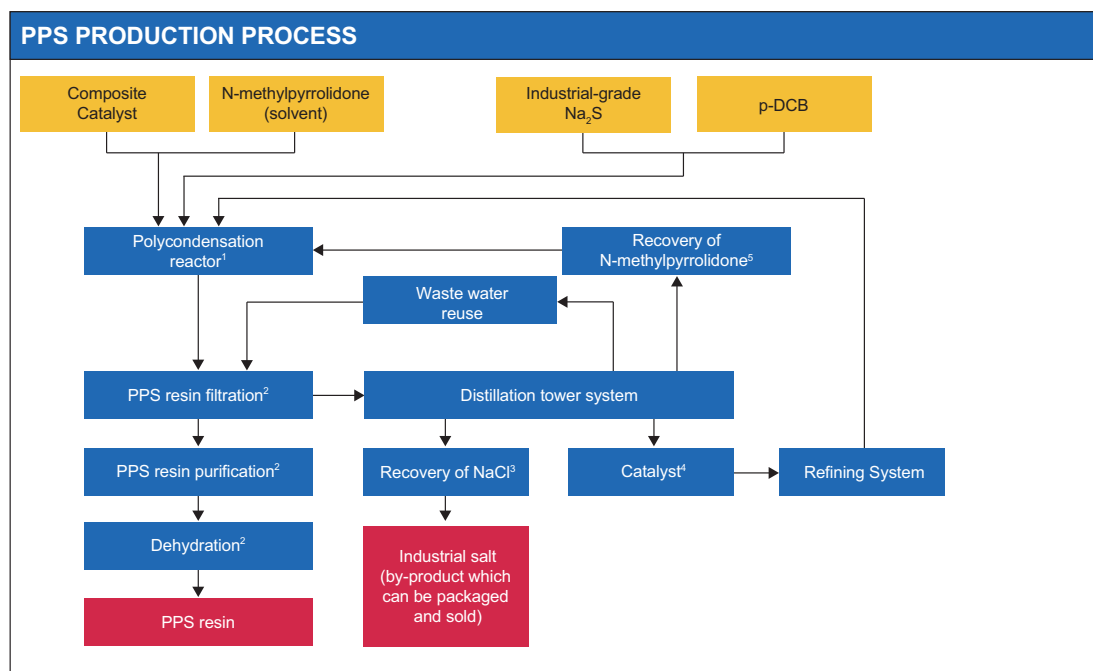 PPS PRODUCTION PROCESS
Composite
Catalyst
N-methylpyrrolidone
(solvent)
Industrial-grade
Na₂S
p-DCB
Polycondensation
reactor¹
Recovery of
N-methylpyrrolidone⁵
Waste water
reuse
PPS resin filtration²
Distillation tower system
PPS resin purification²
Recovery of NaCl³
Catalyst⁴
Refining System
Dehydration²
Industrial salt
(by-product which
can be packaged
and sold)
PPS resin